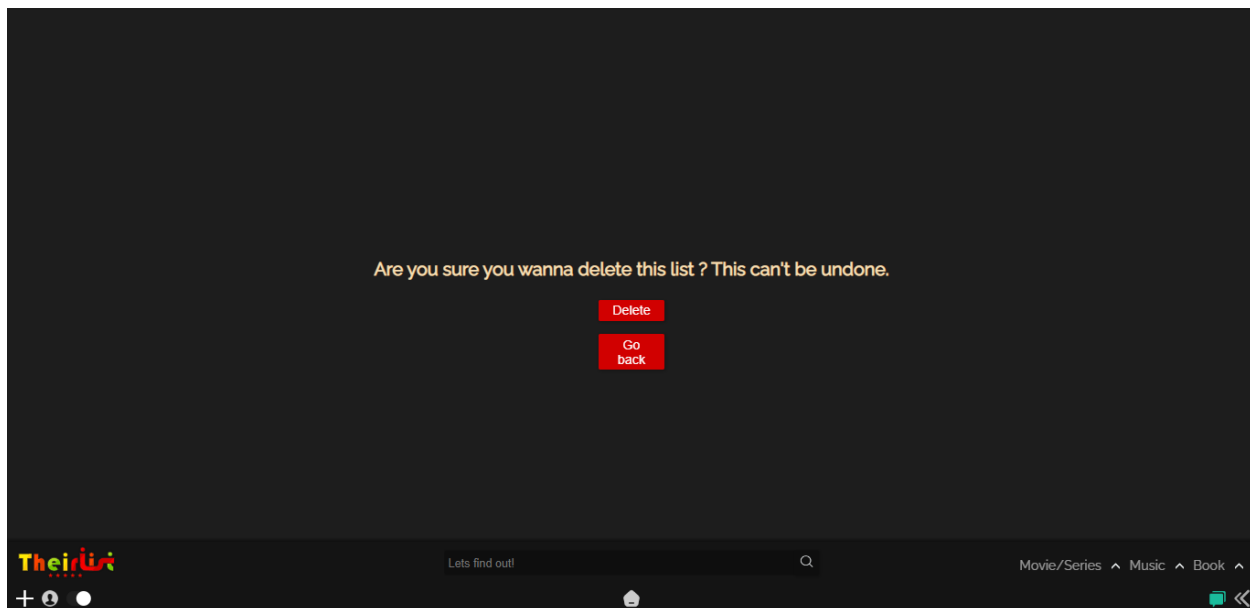 Are you sure you wanna delete this list ? This can't be undone.
Delete
Go
back
TheirList
Lets find out!
Movie/Series
Music
Book